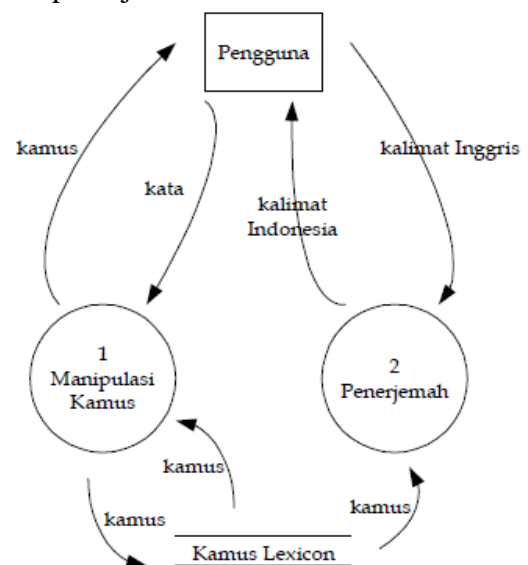 Pengguna
kamus
kata
kalimat Inggris
kalimat
Indonesia
1
Manipulasi
Kamus
2
Penerjemah
kamus
kamus
kamus
Kamus Lexicon